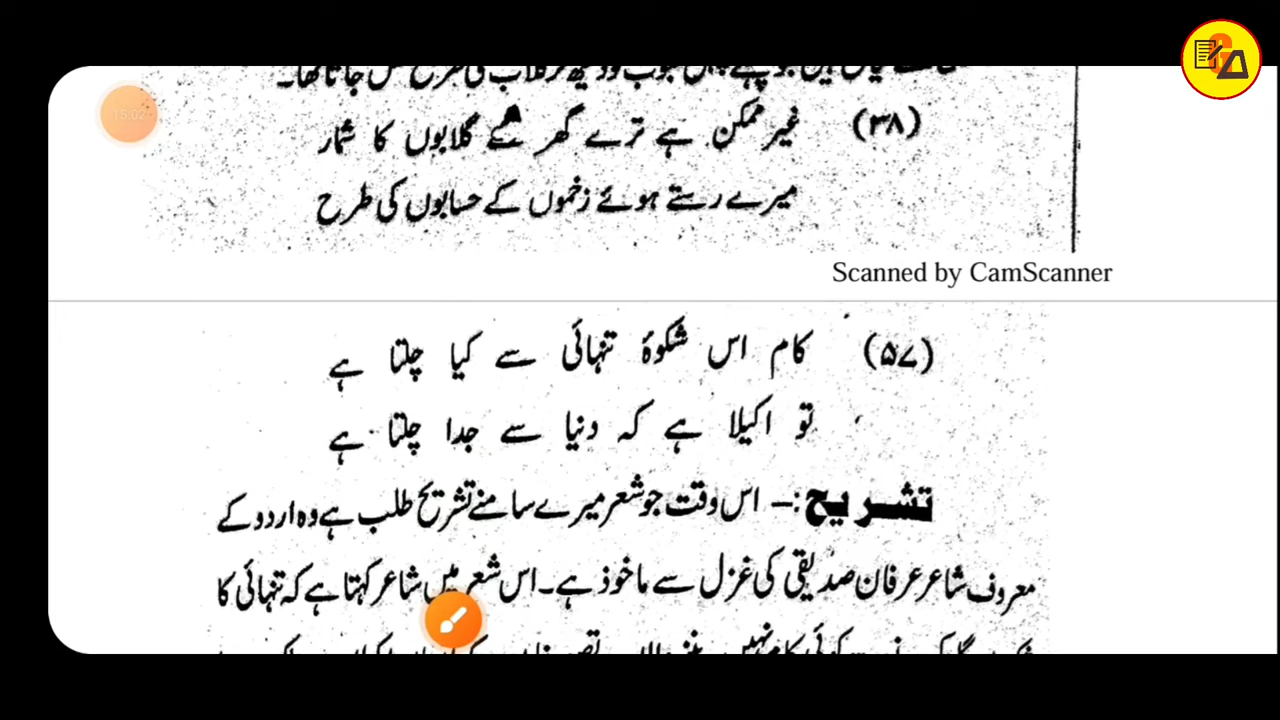 15:02
(۳۸) غیر ممکن ہے ترے گھر کے گلابوں کا شمار
میرے رستے ہوئے زخموں کے حسابوں کی طرح
Scanned by CamScanner
(۵۷) کام اس شکوۂ تنہائی سے کیا چلتا ہے
تو اکیلا ہے کہ دنیا سے جدا چلتا ہے
تشریح :– اس وقت جو شعر میرے سامنے تشریح طلب ہے وہ اردو کے
معروف شاعر عرفان صدیقی کی غزل سے ماخوذ ہے۔ اس شعر میں شاعر کہتا ہے کہ تنہائی کا